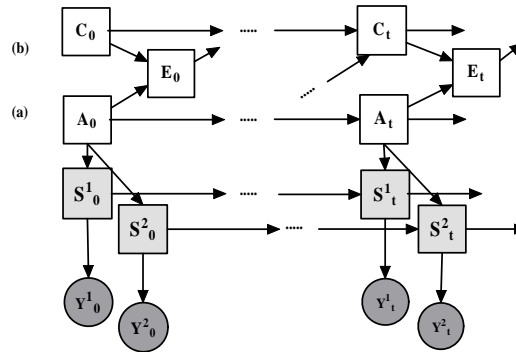 C0 ..... Ct
(b)
E0 Et
.....
(a)
A0 ..... At
S10 ..... S1t
S20 ..... S2t
Y10 Y1t
Y20 Y2t